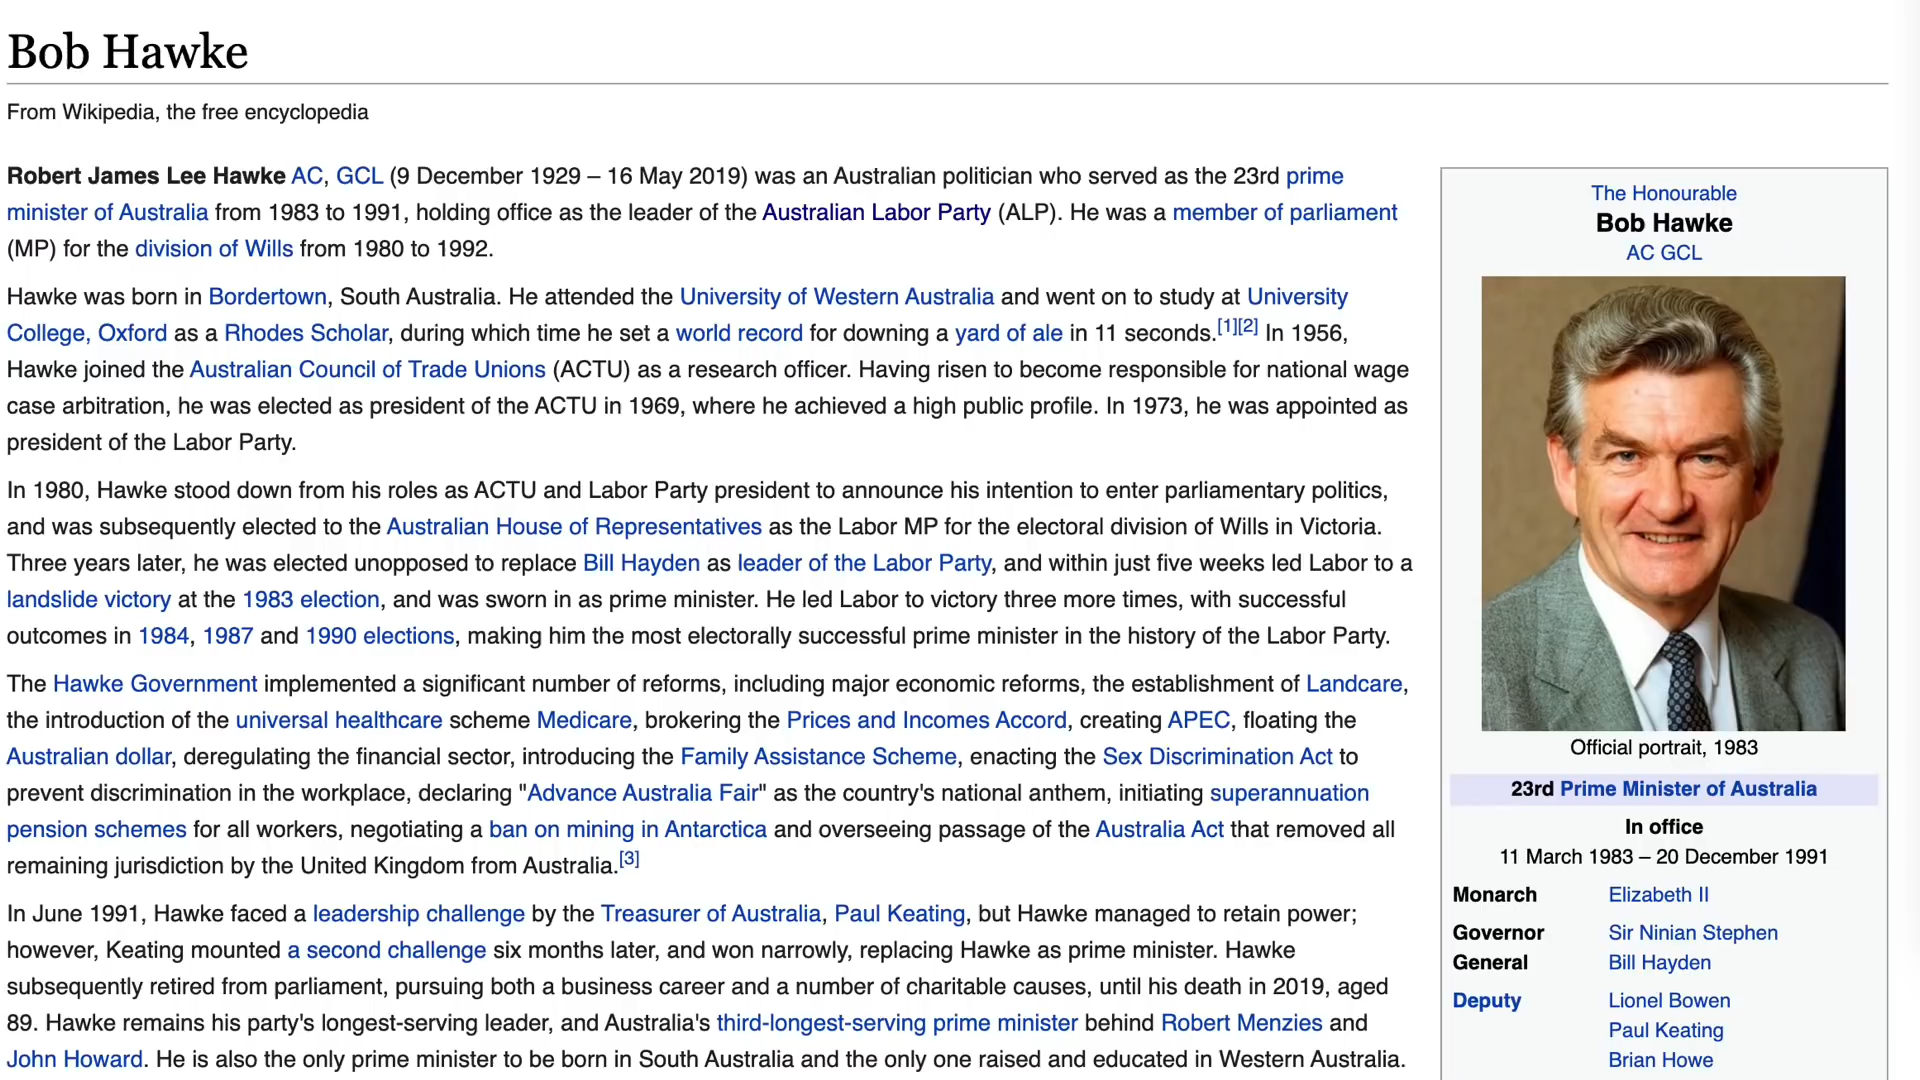 Bob Hawke
From Wikipedia, the free encyclopedia
Robert James Lee Hawke AC, GCL (9 December 1929 – 16 May 2019) was an Australian politician who served as the 23rd prime
minister of Australia from 1983 to 1991, holding office as the leader of the Australian Labor Party (ALP). He was a member of parliament
(MP) for the division of Wills from 1980 to 1992.
Hawke was born in Bordertown, South Australia. He attended the University of Western Australia and went on to study at University
College, Oxford as a Rhodes Scholar, during which time he set a world record for downing a yard of ale in 11 seconds.[1][2] In 1956,
Hawke joined the Australian Council of Trade Unions (ACTU) as a research officer. Having risen to become responsible for national wage
case arbitration, he was elected as president of the ACTU in 1969, where he achieved a high public profile. In 1973, he was appointed as
president of the Labor Party.
In 1980, Hawke stood down from his roles as ACTU and Labor Party president to announce his intention to enter parliamentary politics,
and was subsequently elected to the Australian House of Representatives as the Labor MP for the electoral division of Wills in Victoria.
Three years later, he was elected unopposed to replace Bill Hayden as leader of the Labor Party, and within just five weeks led Labor to a
landslide victory at the 1983 election, and was sworn in as prime minister. He led Labor to victory three more times, with successful
outcomes in 1984, 1987 and 1990 elections, making him the most electorally successful prime minister in the history of the Labor Party.
The Hawke Government implemented a significant number of reforms, including major economic reforms, the establishment of Landcare,
the introduction of the universal healthcare scheme Medicare, brokering the Prices and Incomes Accord, creating APEC, floating the
Australian dollar, deregulating the financial sector, introducing the Family Assistance Scheme, enacting the Sex Discrimination Act to
prevent discrimination in the workplace, declaring "Advance Australia Fair" as the country's national anthem, initiating superannuation
pension schemes for all workers, negotiating a ban on mining in Antarctica and overseeing passage of the Australia Act that removed all
remaining jurisdiction by the United Kingdom from Australia.[3]
In June 1991, Hawke faced a leadership challenge by the Treasurer of Australia, Paul Keating, but Hawke managed to retain power;
however, Keating mounted a second challenge six months later, and won narrowly, replacing Hawke as prime minister. Hawke
subsequently retired from parliament, pursuing both a business career and a number of charitable causes, until his death in 2019, aged
89. Hawke remains his party's longest-serving leader, and Australia's third-longest-serving prime minister behind Robert Menzies and
John Howard. He is also the only prime minister to be born in South Australia and the only one raised and educated in Western Australia.
The Honourable
Bob Hawke
AC GCL
Official portrait, 1983
23rd Prime Minister of Australia
In office
11 March 1983 – 20 December 1991
Monarch Elizabeth II
Governor Sir Ninian Stephen
General Bill Hayden
Deputy Lionel Bowen
Paul Keating
Brian Howe